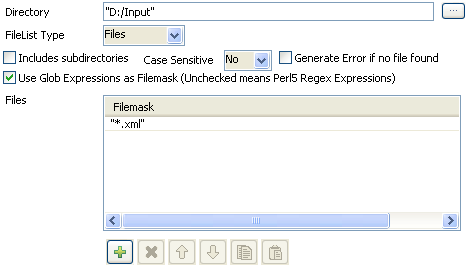 Directory "D:/Input" ...
FileList Type Files
Includes subdirectories Case Sensitive No Generate Error if no file found
Use Glob Expressions as Filemask (Unchecked means Perl5 Regex Expressions)
Files Filemask
"*.xml"